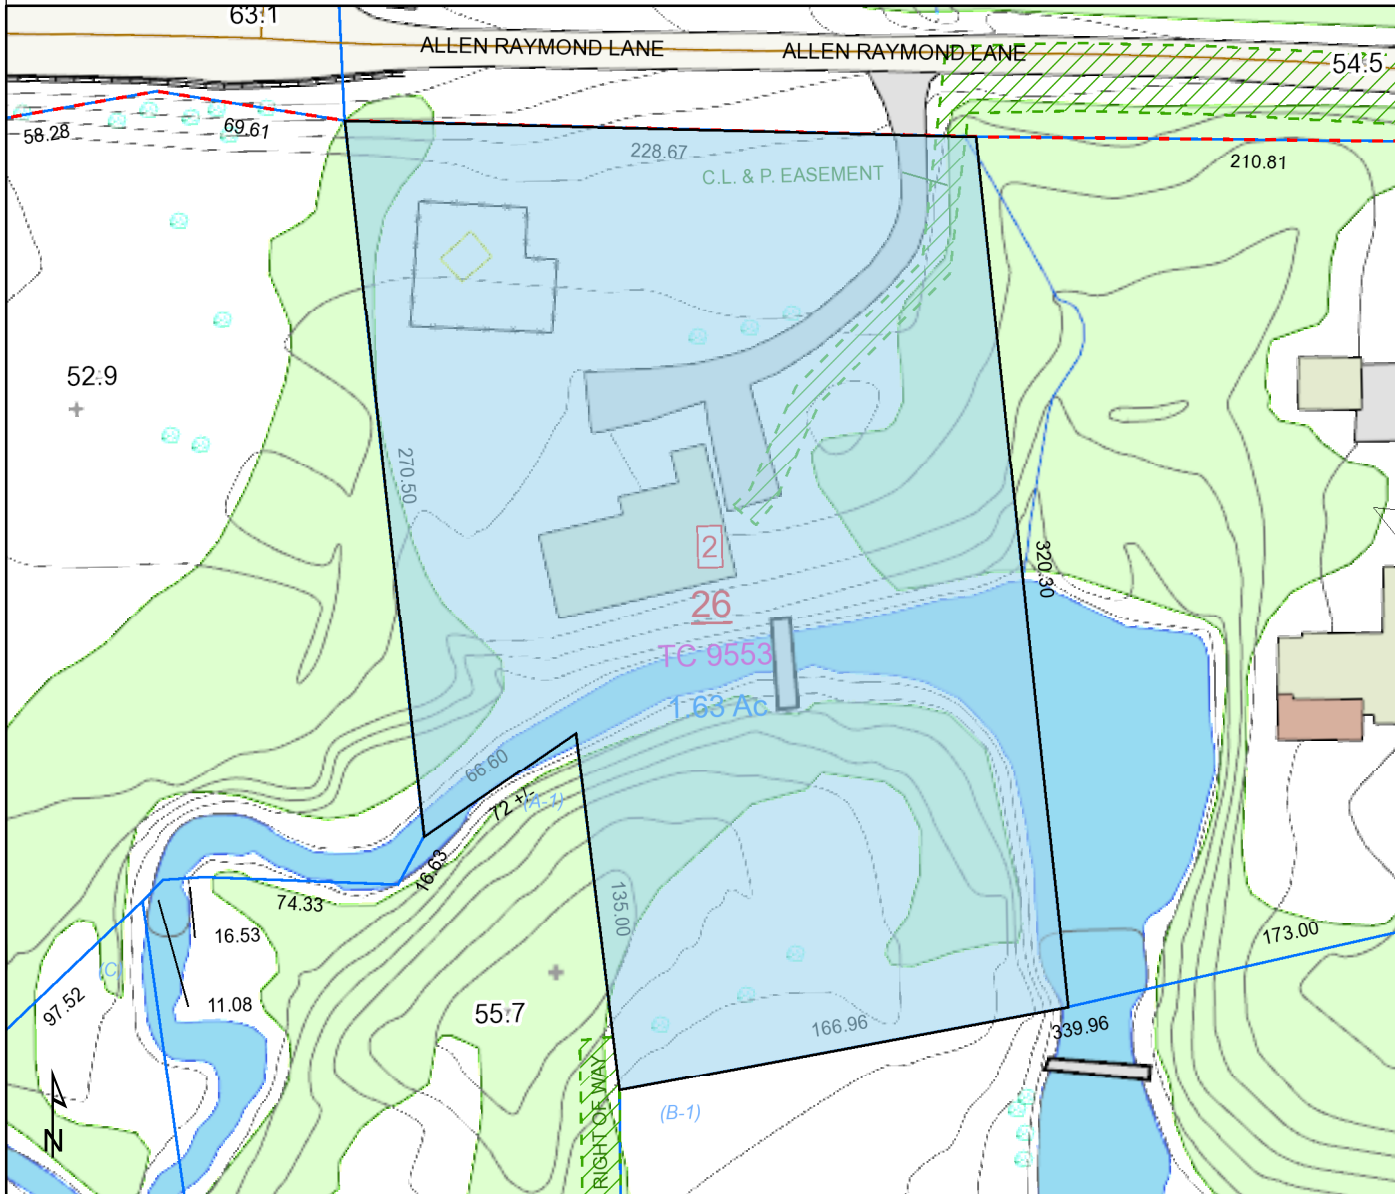 63.1
ALLEN RAYMOND LANE
ALLEN RAYMOND LANE
54.5
58.28
69.61
228.67
210.81
C.L. & P. EASEMENT
52.9
270.50
2
320.30
26
TC 9553
1.63 Ac
66.60
72 +/-
(A-1)
16.63
74.33
135.00
16.53
173.00
(C)
97.52
11.08
55.7
166.96
339.96
RIGHT OF WAY
(B-1)
N